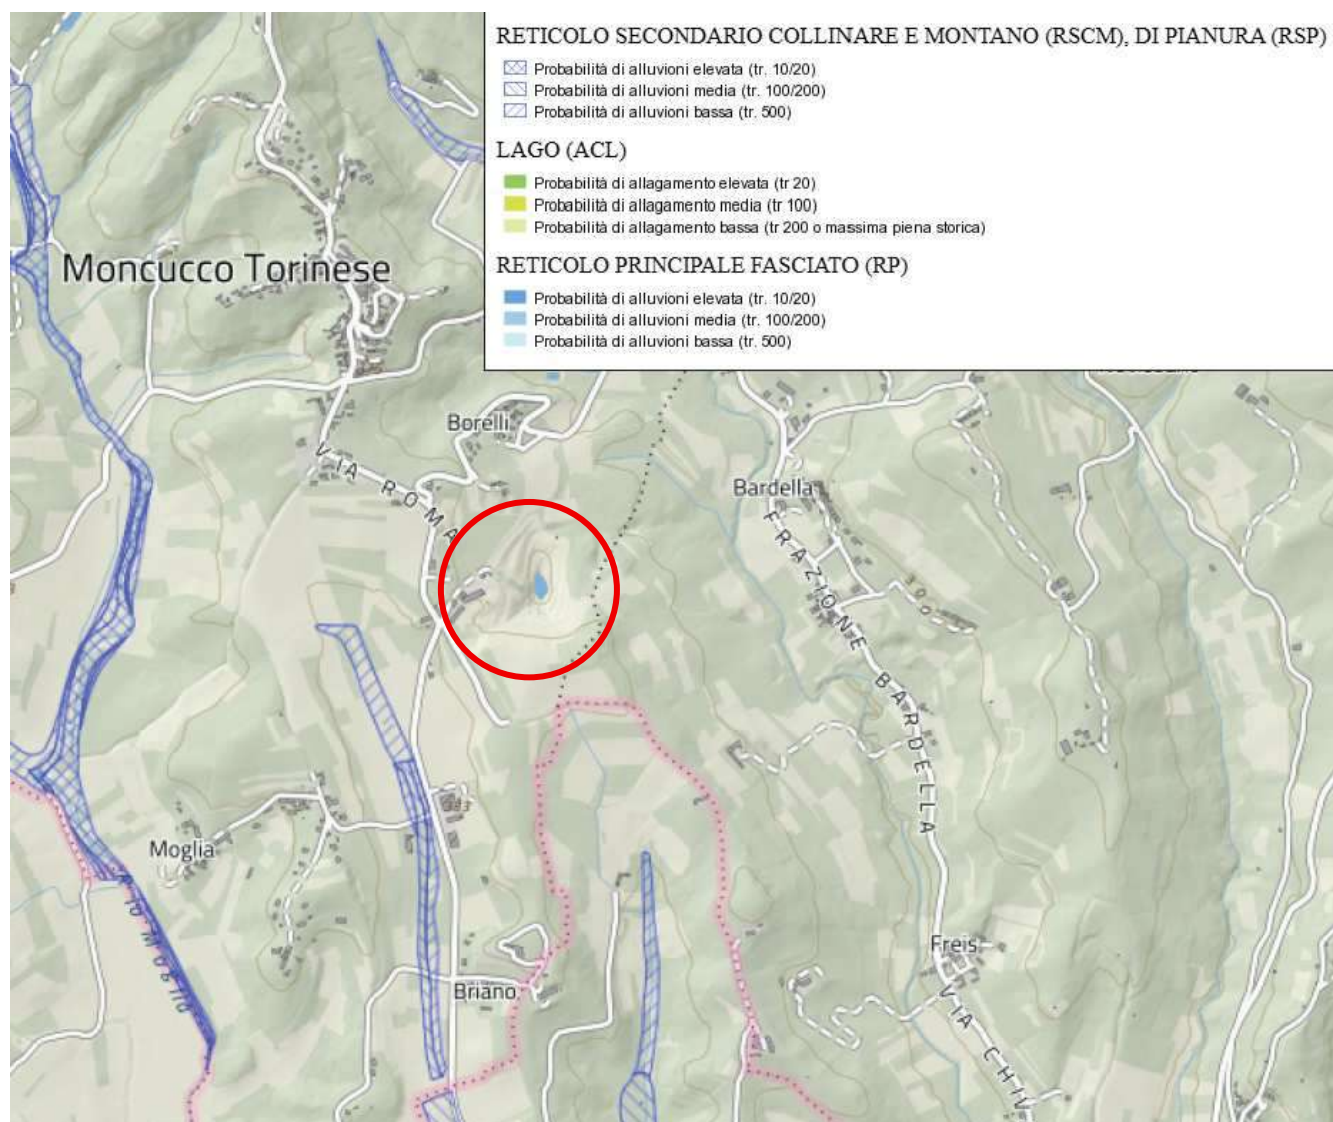 RETICOLO SECONDARIO COLLINARE E MONTANO (RSCM), DI PIANURA (RSP)
Probabilità di alluvioni elevata (tr. 10/20)
Probabilità di alluvioni media (tr. 100/200)
Probabilità di alluvioni bassa (tr. 500)
LAGO (ACL)
Probabilità di allagamento elevata (tr 20)
Probabilità di allagamento media (tr 100)
Probabilità di allagamento bassa (tr 200 o massima piena storica)
RETICOLO PRINCIPALE FASCIATO (RP)
Probabilità di alluvioni elevata (tr. 10/20)
Probabilità di alluvioni media (tr. 100/200)
Probabilità di alluvioni bassa (tr. 500)
Moncucco Torinese
Borelli
VIA ROMA
Bardella
FRAZIONE BARDELLA
300
Moglia
Rio Moglia
Freis
Briano
VIA CHIV